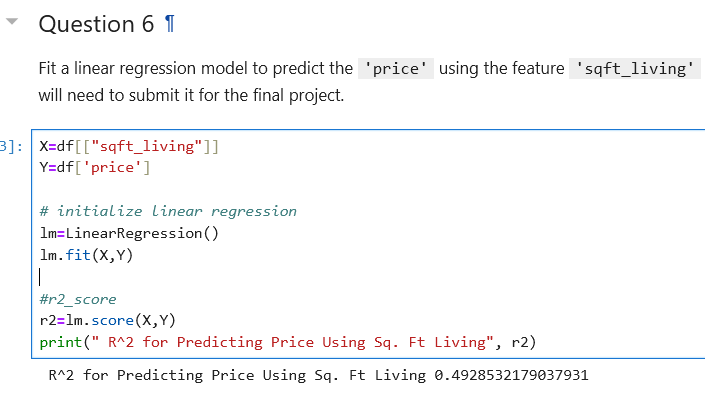 Question 6 ¶
Fit a linear regression model to predict the 'price' using the feature 'sqft_living'
will need to submit it for the final project.
3]: X=df[["sqft_living"]]
Y=df['price']
# initialize linear regression
lm=LinearRegression()
lm.fit(X,Y)
#r2_score
r2=lm.score(X,Y)
print(" R^2 for Predicting Price Using Sq. Ft Living", r2)
R^2 for Predicting Price Using Sq. Ft Living 0.4928532179037931